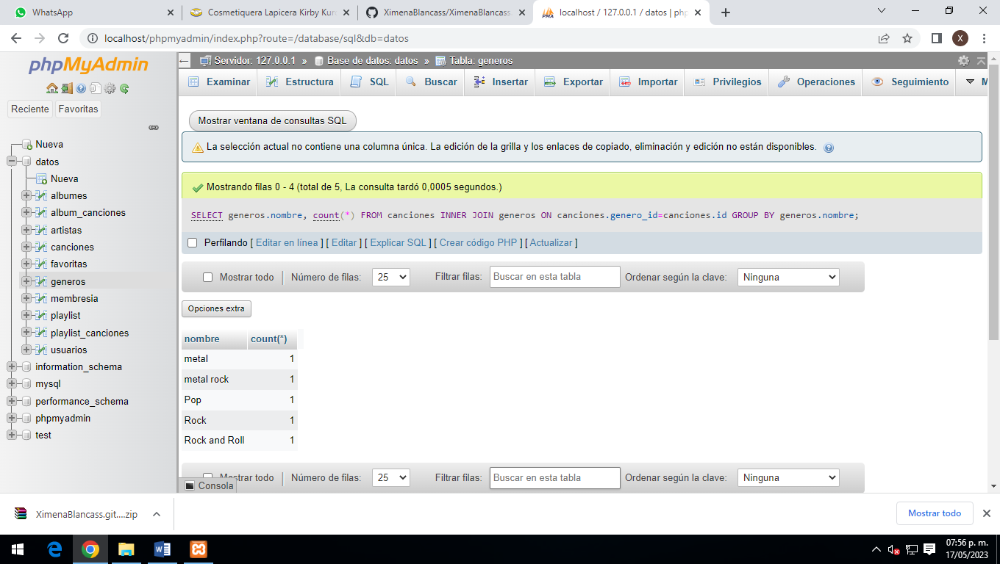 WhatsApp
Cosmetiquera Lapicera Kirby Kur
XimenaBlancass/XimenaBlancass
localhost / 127.0.0.1 / datos | ph
localhost/phpmyadmin/index.php?route=/database/sql&db=datos
X
phpMyAdmin
Reciente
Favoritas
Nueva
datos
Nueva
albumes
album_canciones
artistas
canciones
favoritas
generos
membresia
playlist
playlist_canciones
usuarios
information_schema
mysql
performance_schema
phpmyadmin
test
Servidor: 127.0.0.1 » Base de datos: datos » Tabla: generos
Examinar Estructura SQL Buscar Insertar Exportar Importar Privilegios Operaciones Seguimiento M
Mostrar ventana de consultas SQL
La selección actual no contiene una columna única. La edición de la grilla y los enlaces de copiado, eliminación y edición no están disponibles.
Mostrando filas 0 - 4 (total de 5, La consulta tardó 0,0005 segundos.)
SELECT generos.nombre, count(*) FROM canciones INNER JOIN generos ON canciones.genero_id=canciones.id GROUP BY generos.nombre;
Perfilando [ Editar en línea ] [ Editar ] [ Explicar SQL ] [ Crear código PHP ] [ Actualizar ]
Mostrar todo Número de filas: 25 Filtrar filas: Buscar en esta tabla Ordenar según la clave: Ninguna
Opciones extra
nombre count(*)
metal 1
metal rock 1
Pop 1
Rock 1
Rock and Roll 1
Mostrar todo Número de filas: 25 Filtrar filas: Buscar en esta tabla Ordenar según la clave: Ninguna
Consola
XimenaBlancass.git....zip
Mostrar todo
07:56 p. m.
17/05/2023